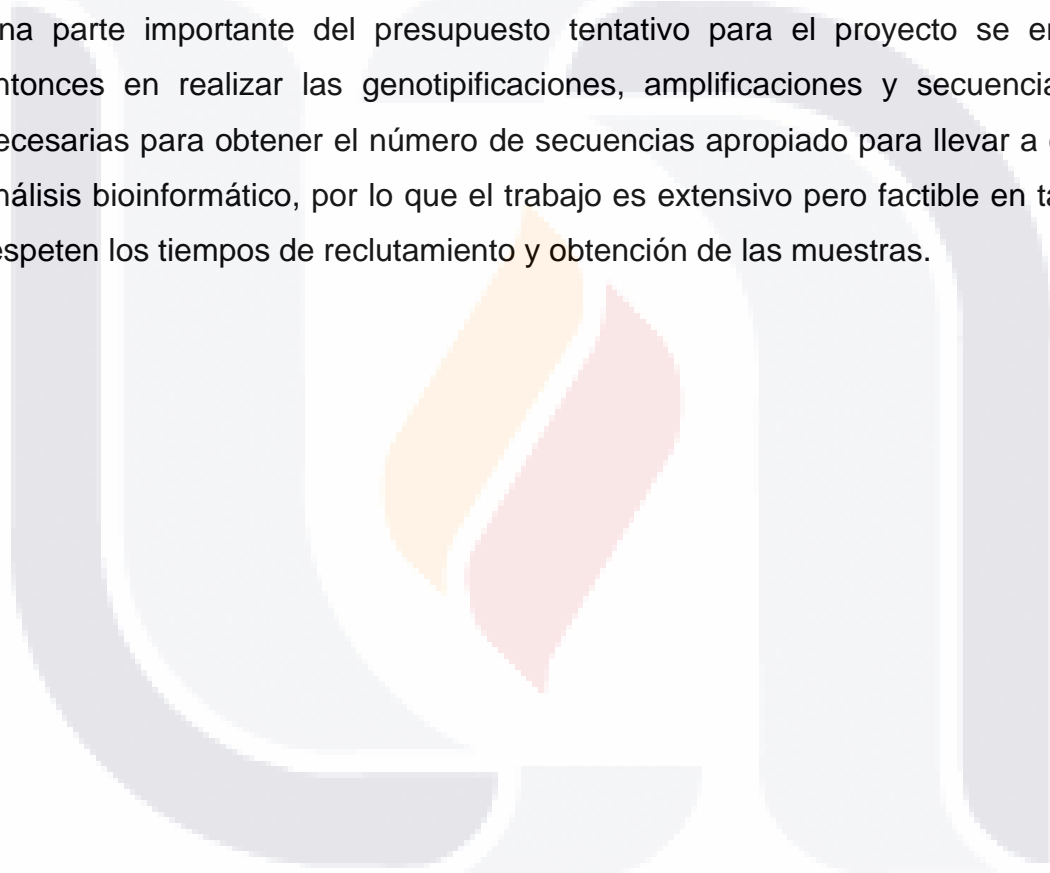 na parte importante del presupuesto tentativo para el proyecto se en
ntonces en realizar las genotipificaciones, amplificaciones y secuencia
ecesarias para obtener el número de secuencias apropiado para llevar a c
nálisis bioinformático, por lo que el trabajo es extensivo pero factible en ta
espeten los tiempos de reclutamiento y obtención de las muestras.